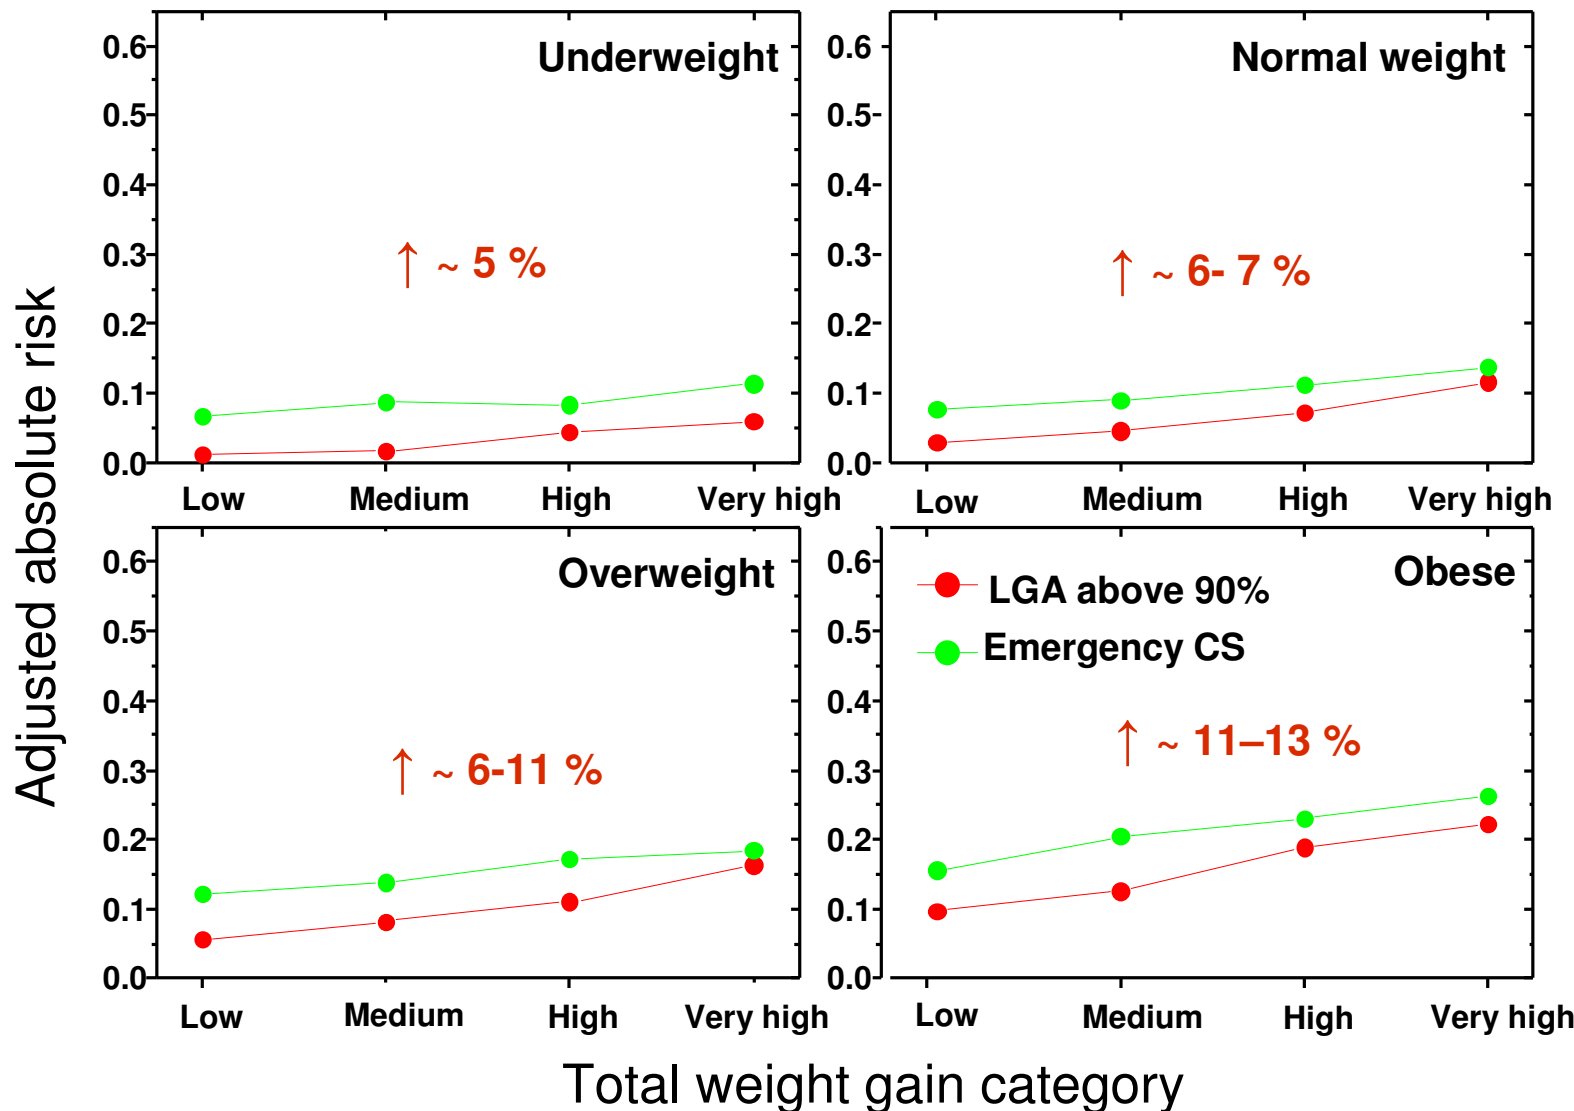 Adjusted absolute risk
Underweight
0.6
0.5
0.4
0.3
0.2
0.1
0.0
↑ ~ 5 %
Low Medium High Very high
Normal weight
0.6
0.5
0.4
0.3
0.2
0.1
0.0
↑ ~ 6- 7 %
Low Medium High Very high
Overweight
0.6
0.5
0.4
0.3
0.2
0.1
0.0
↑ ~ 6-11 %
Low Medium High Very high
Obese
0.6
0.5
0.4
0.3
0.2
0.1
0.0
LGA above 90%
Emergency CS
↑ ~ 11–13 %
Low Medium High Very high
Total weight gain category